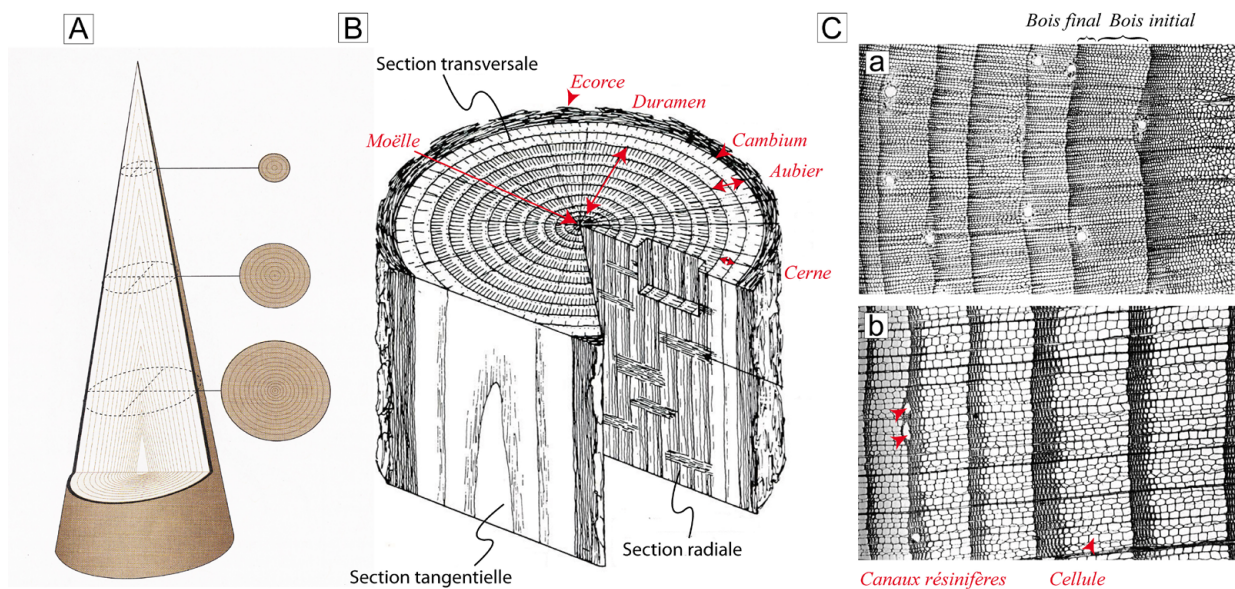 A
B
Section transversale
Ecorce
Duramen
Moëlle
Cambium
Aubier
Cerne
Section tangentielle
Section radiale
C
Bois final Bois initial
a
b
Canaux résinifères Cellule